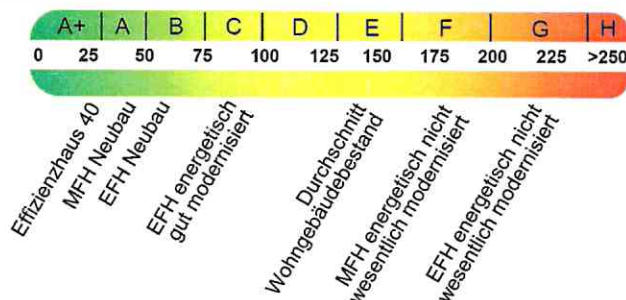 A+ A B C D E F G H
0 25 50 75 100 125 150 175 200 225 >250
Effizienzhaus 40
MFH Neubau
EFH Neubau
EFH energetisch
gut modernisiert
Durchschnitt
Wohngebäudebestand
MFH energetisch nicht
wesentlich modernisiert
EFH energetisch nicht
wesentlich modernisiert